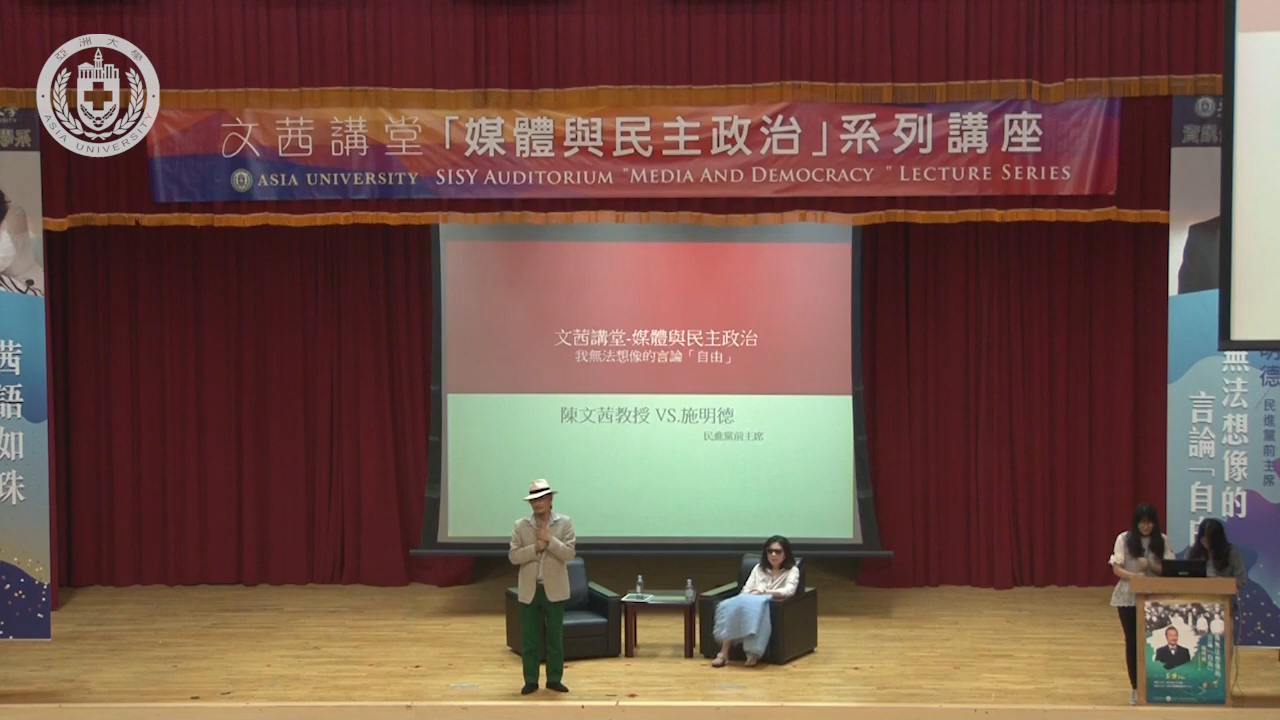 亞洲大學
ASIA UNIVERSITY
文茜講堂「媒體與民主政治」系列講座
ASIA UNIVERSITY SISY AUDITORIUM "MEDIA AND DEMOCRACY " LECTURE SERIES
文茜講堂-媒體與民主政治
我無法想像的言論「自由」
陳文茜教授 VS.施明德
民進黨前主席
茜語如珠
無法想像的
言論「自由
明德
民進黨前主席